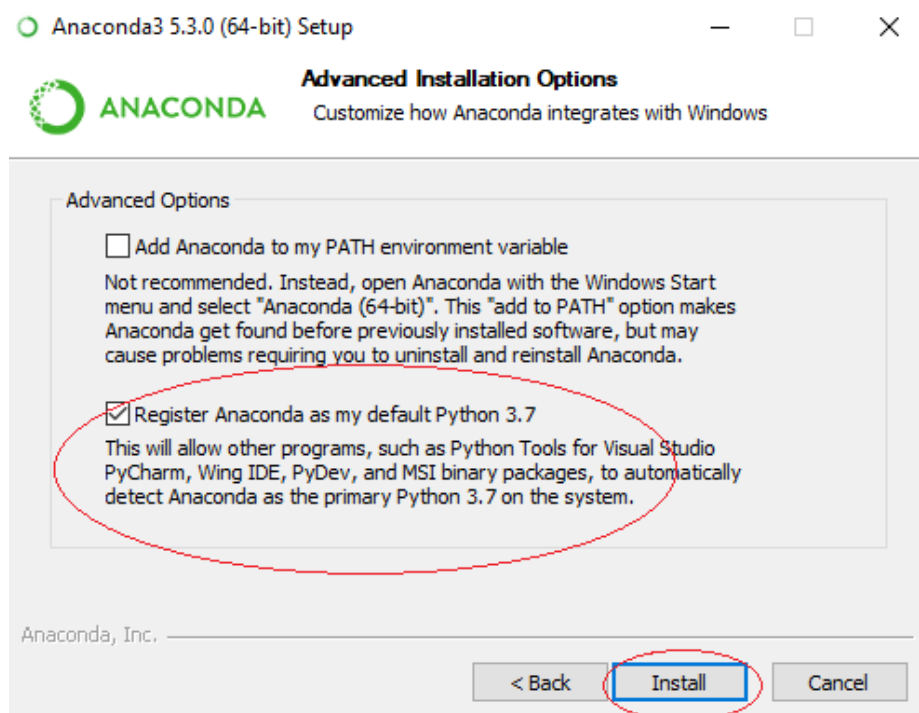 Anaconda3 5.3.0 (64-bit) Setup
Advanced Installation Options
ANACONDA
Customize how Anaconda integrates with Windows
Advanced Options
Add Anaconda to my PATH environment variable
Not recommended. Instead, open Anaconda with the Windows Start
menu and select "Anaconda (64-bit)". This "add to PATH" option makes
Anaconda get found before previously installed software, but may
cause problems requiring you to uninstall and reinstall Anaconda.
Register Anaconda as my default Python 3.7
This will allow other programs, such as Python Tools for Visual Studio
PyCharm, Wing IDE, PyDev, and MSI binary packages, to automatically
detect Anaconda as the primary Python 3.7 on the system.
Anaconda, Inc.
< Back
Install
Cancel